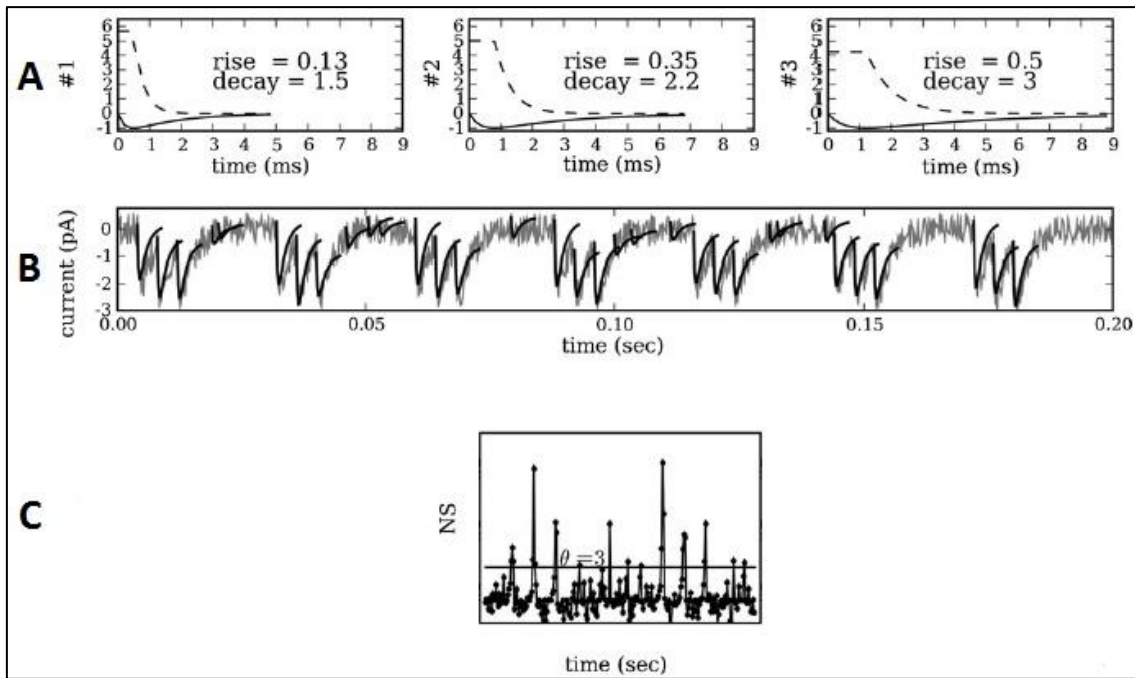 A
#1
6
5
4
3
2
1
0
-1
rise = 0.13
decay = 1.5
0 1 2 3 4 5 6 7 8 9
time (ms)
#2
6
5
4
3
2
1
0
-1
rise = 0.35
decay = 2.2
0 1 2 3 4 5 6 7 8 9
time (ms)
#3
6
5
4
3
2
1
0
-1
rise = 0.5
decay = 3
0 1 2 3 4 5 6 7 8 9
time (ms)
B
current (pA)
0
-1
-2
-3
0.00 0.05 0.10 0.15 0.20
time (sec)
C
NS
θ =3
time (sec)